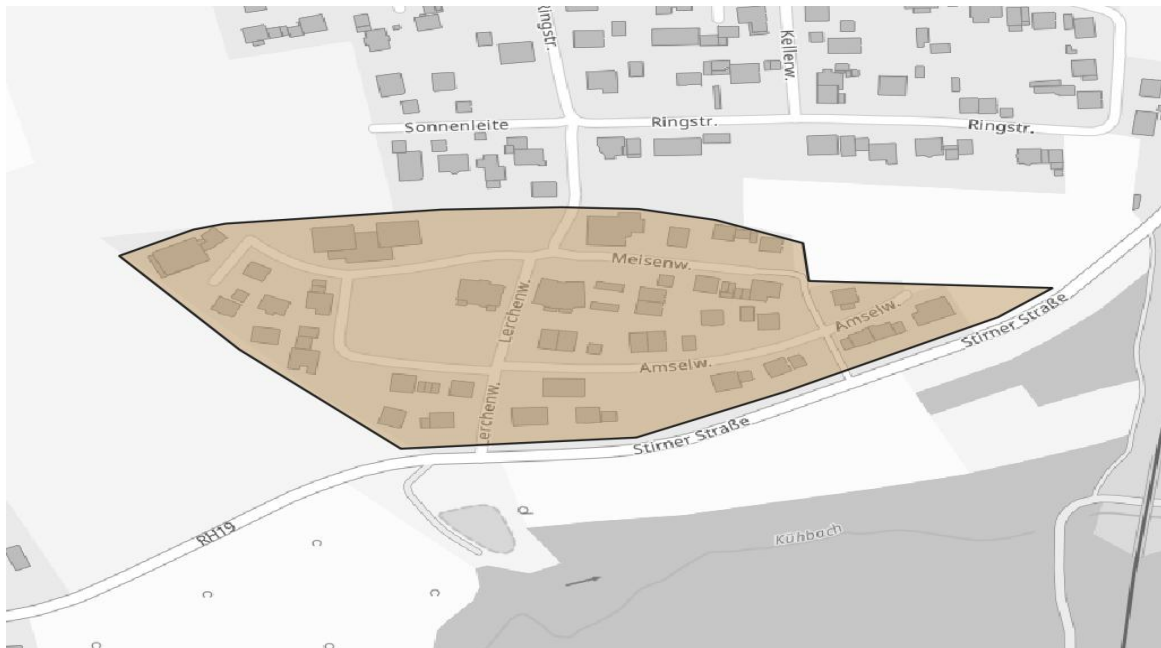 Ringstr.
Kellerw.
Sonnenleite
Ringstr.
Ringstr.
Meisenw.
Lerchenw.
Amselw.
Amselw.
Stirner Straße
Lerchenw.
Stirner Straße
RH19
Kühbach